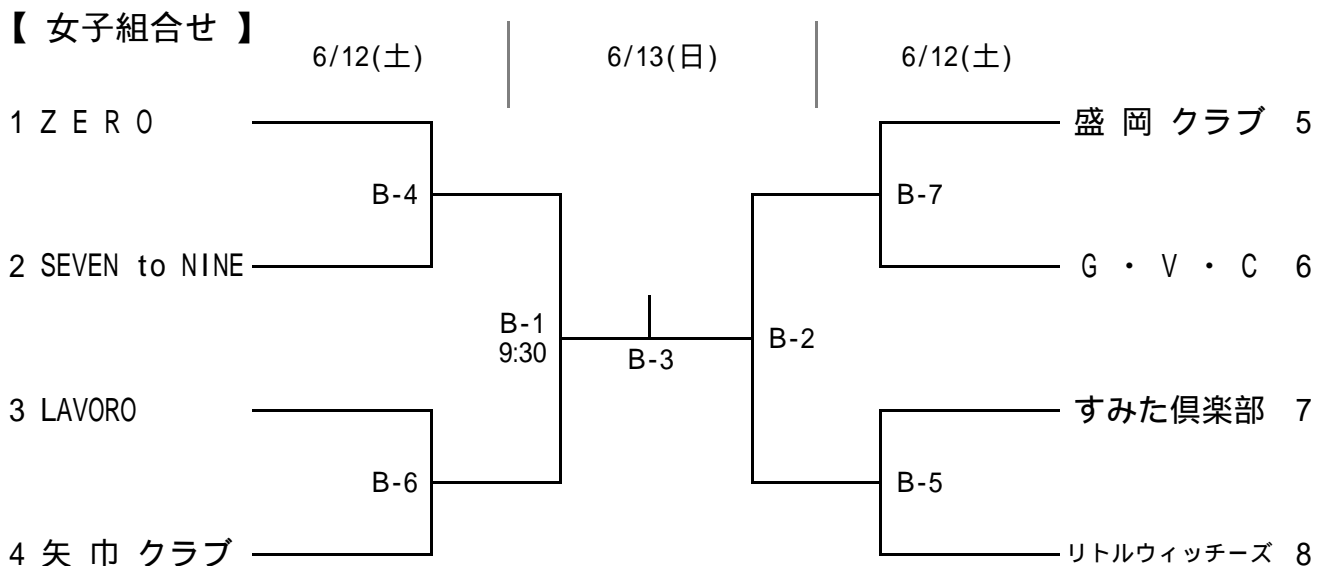 【 女子組合せ 】
6/12(土) 6/13(日) 6/12(土)
1 ZERO 盛 岡 クラブ 5
B-4 B-7
2 SEVEN to NINE G ・ V ・ C 6
B-1 9:30 B-3 B-2
3 LAVORO すみた倶楽部 7
B-6 B-5
4 矢 巾 クラブ リトルウィッチーズ 8